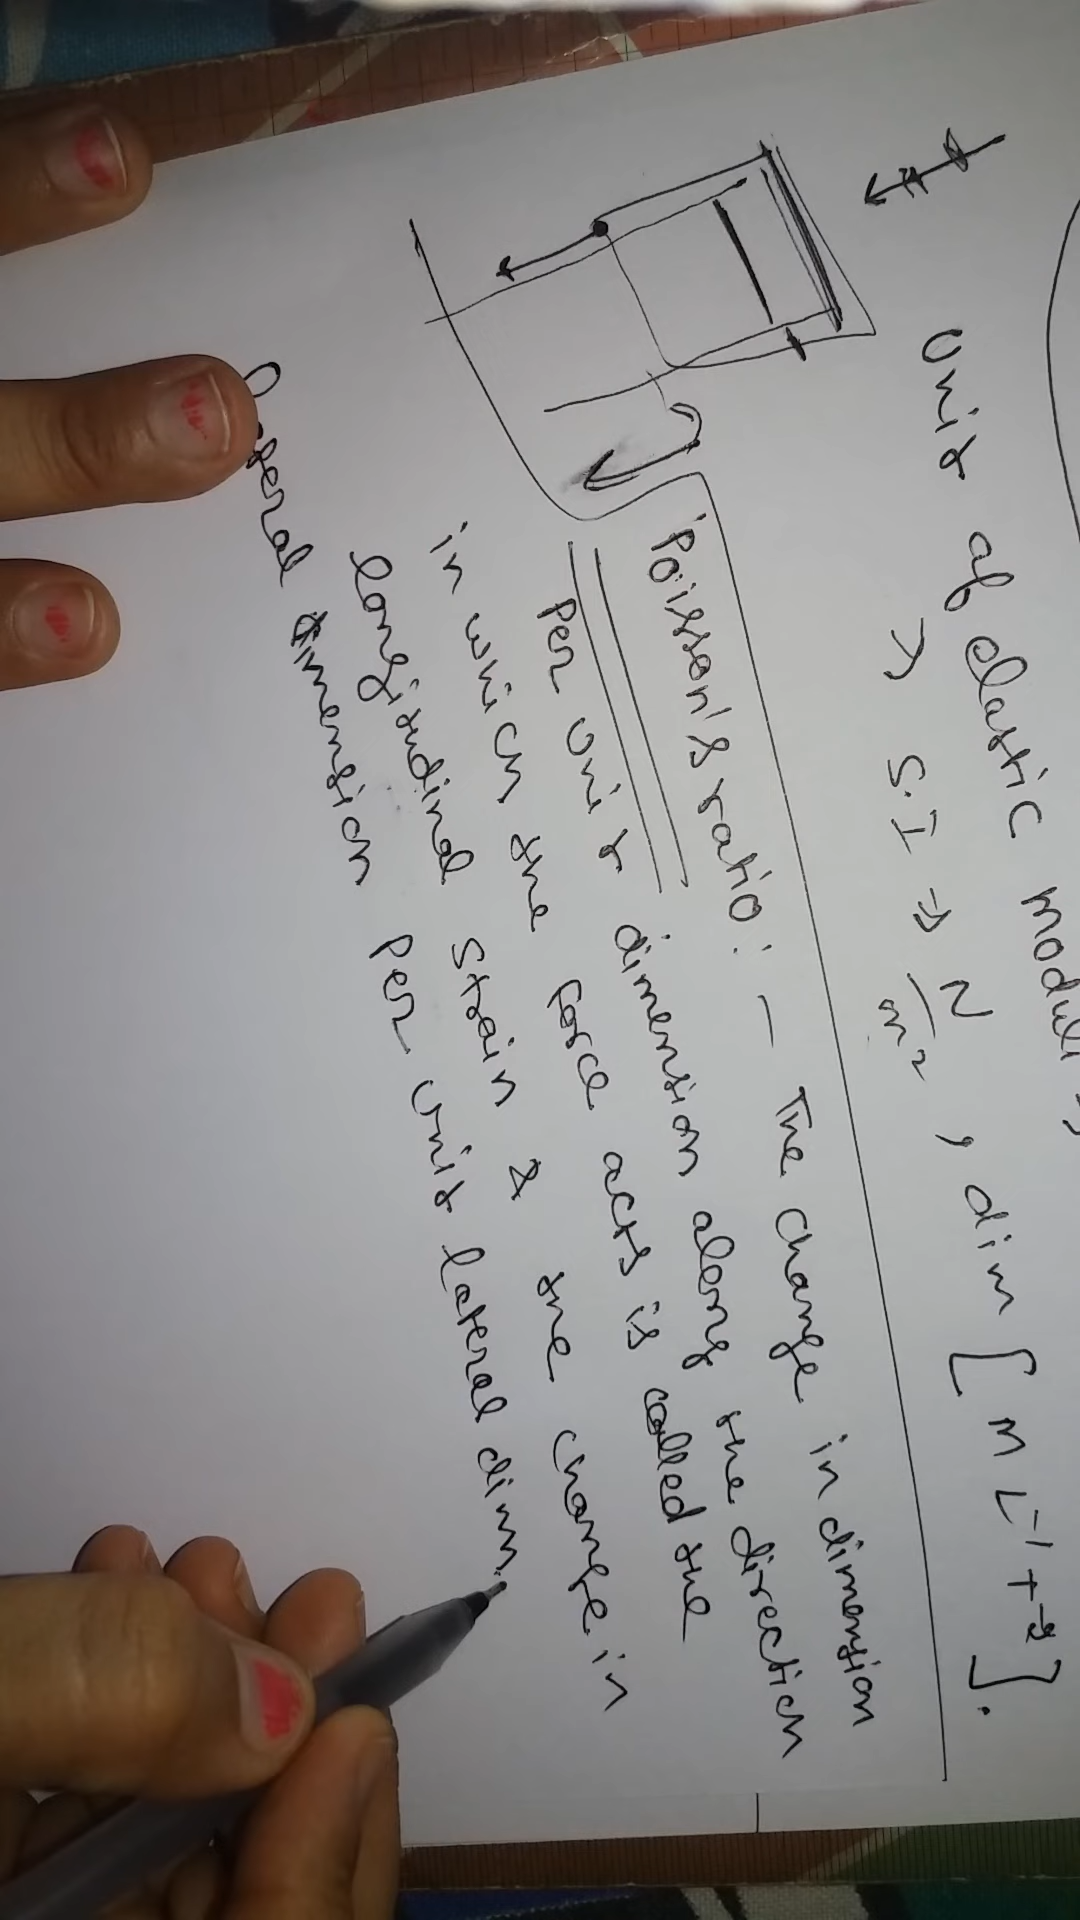 Unit of elastic moduli
→ S.I ⇒ N/m², dim [M L⁻¹ T⁻²].
Poisson's ratio: - The change in dimension
per unit dimension along the direction
in which the force acts is called the
longitudinal strain & the change in
lateral dimension per unit lateral dim.